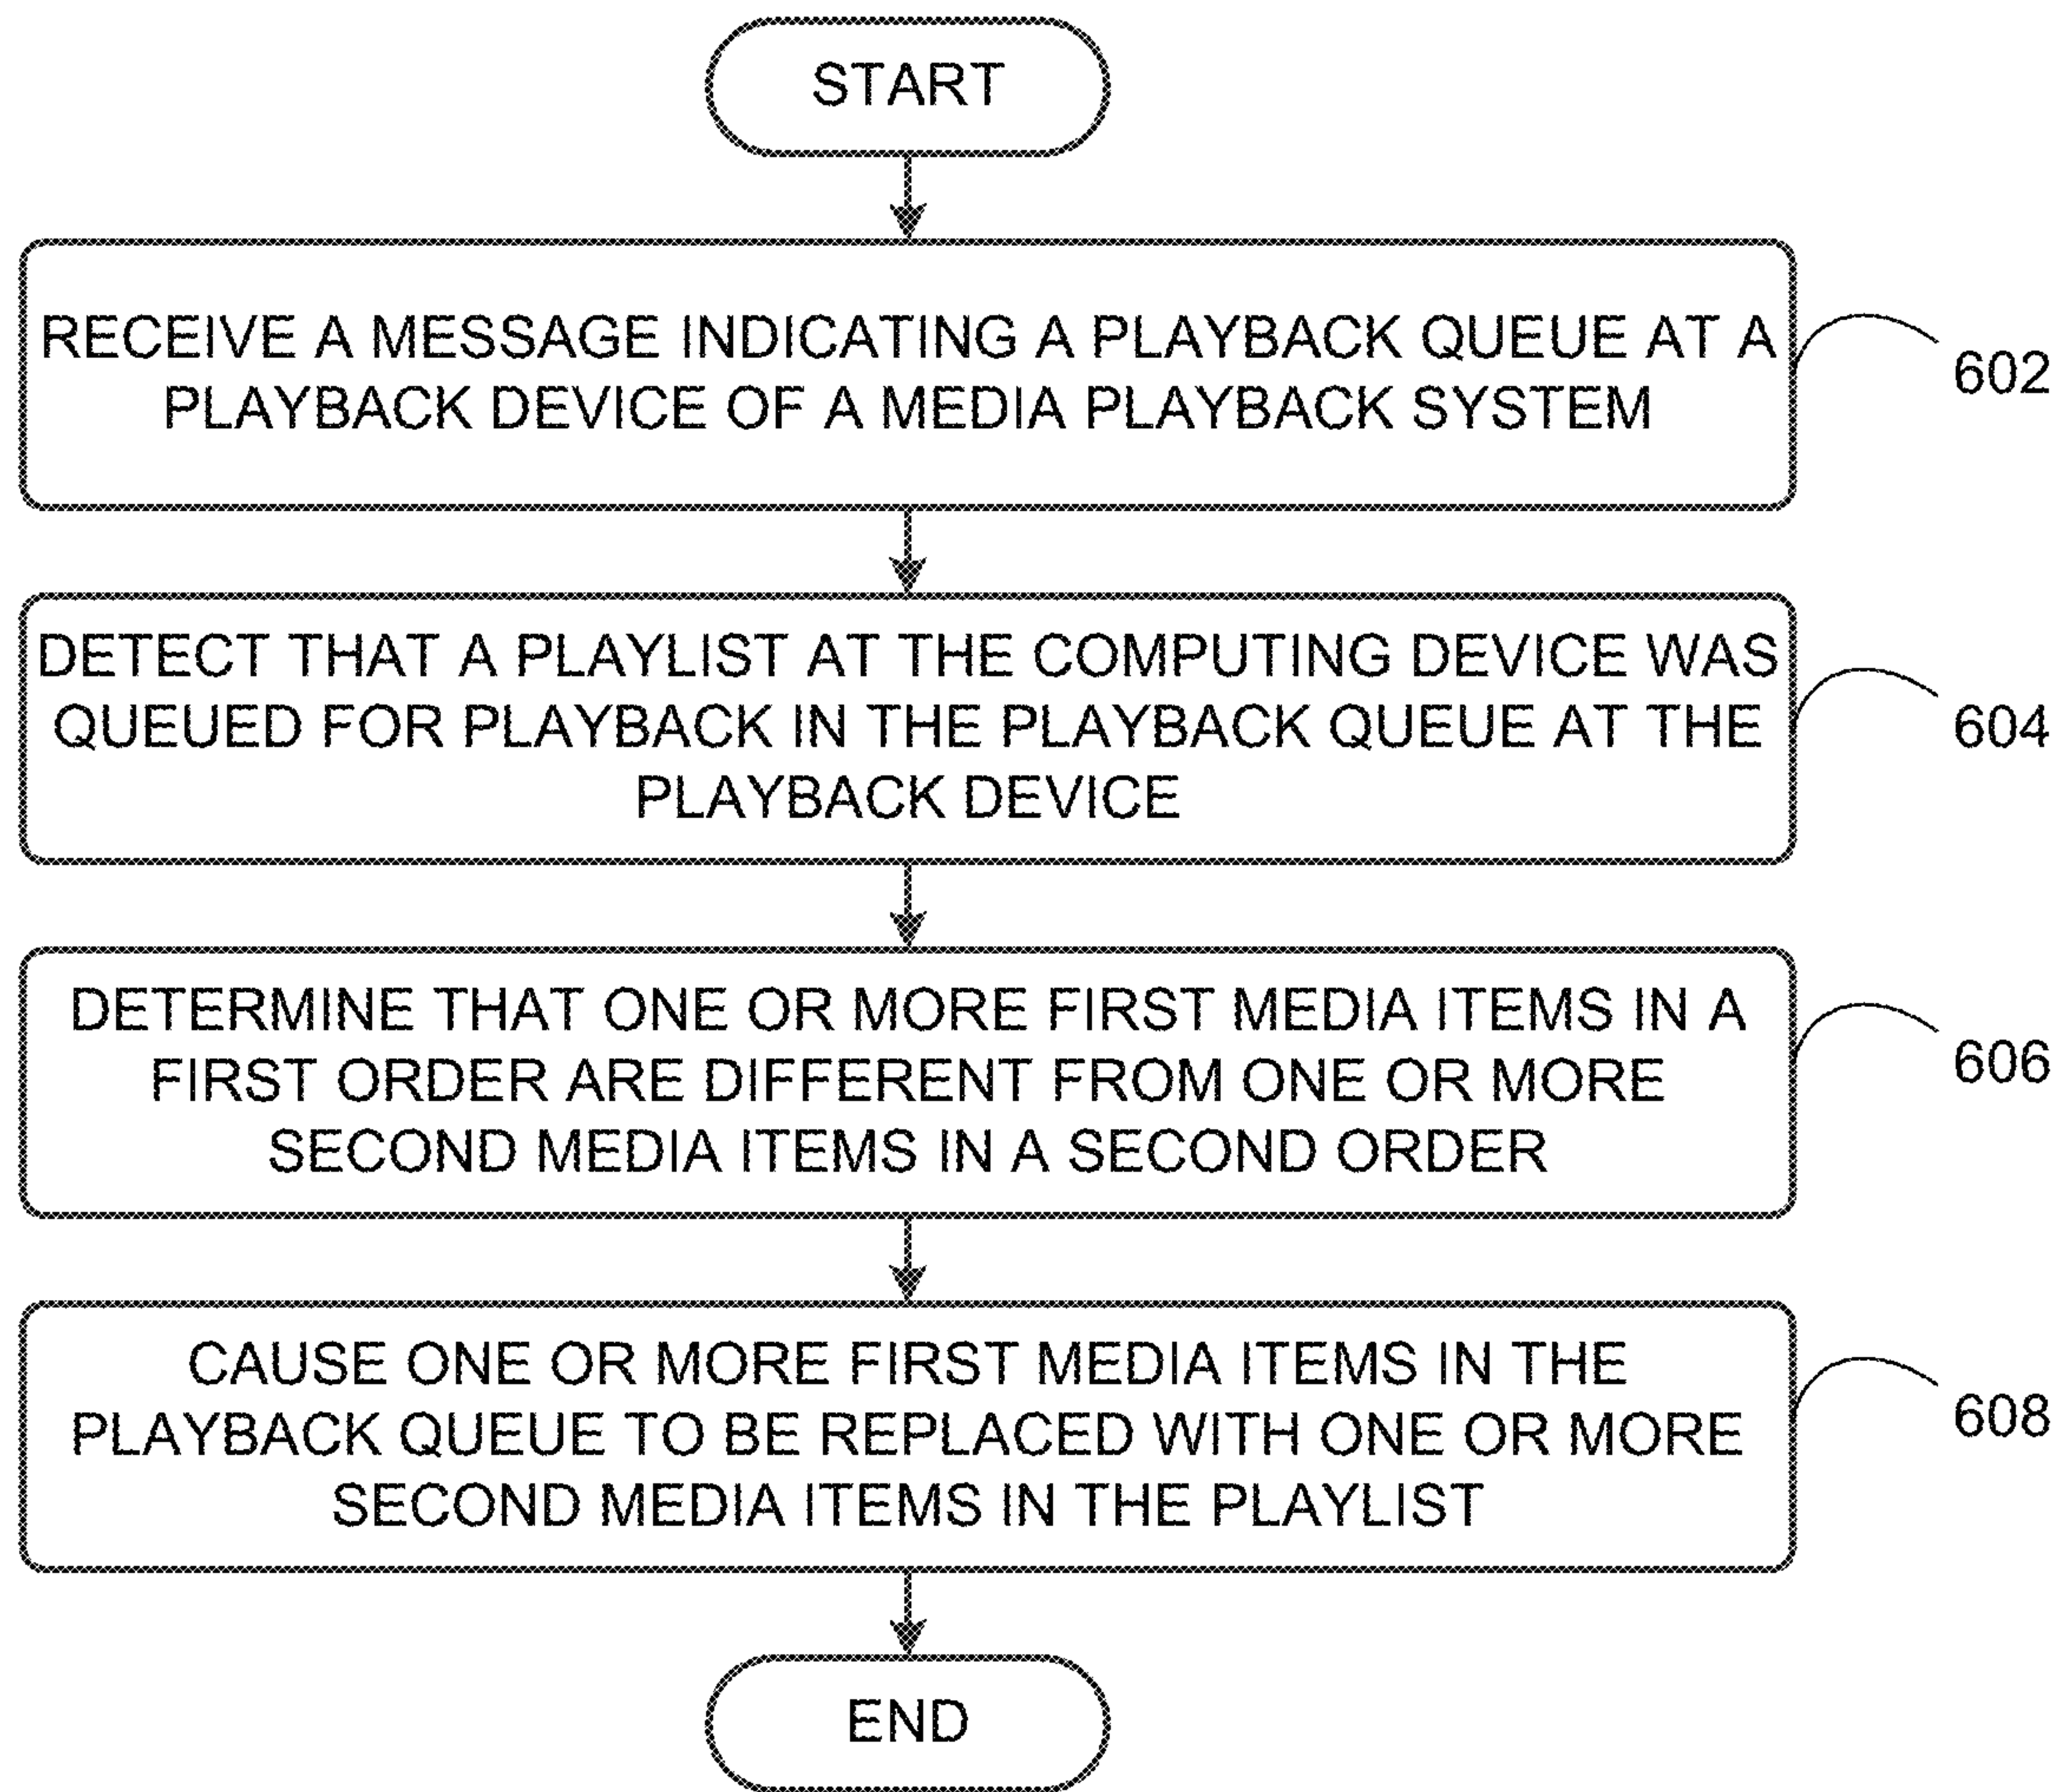 START
RECEIVE A MESSAGE INDICATING A PLAYBACK QUEUE AT A
PLAYBACK DEVICE OF A MEDIA PLAYBACK SYSTEM
602
DETECT THAT A PLAYLIST AT THE COMPUTING DEVICE WAS
QUEUED FOR PLAYBACK IN THE PLAYBACK QUEUE AT THE
PLAYBACK DEVICE
604
DETERMINE THAT ONE OR MORE FIRST MEDIA ITEMS IN A
FIRST ORDER ARE DIFFERENT FROM ONE OR MORE
SECOND MEDIA ITEMS IN A SECOND ORDER
606
CAUSE ONE OR MORE FIRST MEDIA ITEMS IN THE
PLAYBACK QUEUE TO BE REPLACED WITH ONE OR MORE
SECOND MEDIA ITEMS IN THE PLAYLIST
608
END